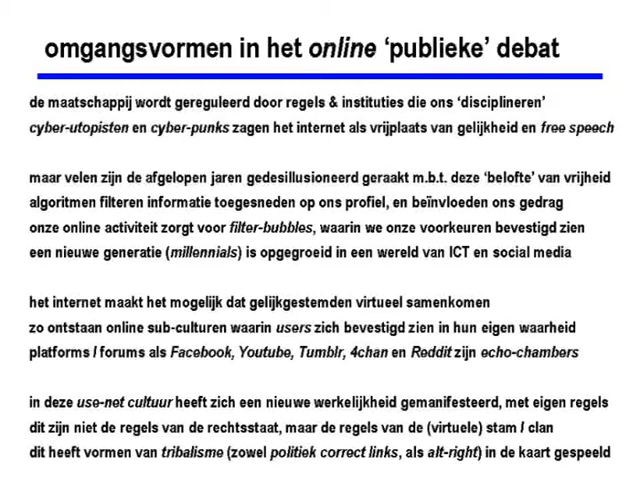 omgangsvormen in het online ‘publieke’ debat
de maatschappij wordt gereguleerd door regels & instituties die ons ‘disciplineren’
cyber-utopisten en cyber-punks zagen het internet als vrijplaats van gelijkheid en free speech
maar velen zijn de afgelopen jaren gedesillusioneerd geraakt m.b.t. deze ‘belofte’ van vrijheid
algoritmen filteren informatie toegesneden op ons profiel, en beïnvloeden ons gedrag
onze online activiteit zorgt voor filter-bubbles, waarin we onze voorkeuren bevestigd zien
een nieuwe generatie (millennials) is opgegroeid in een wereld van ICT en social media
het internet maakt het mogelijk dat gelijkgestemden virtueel samenkomen
zo ontstaan online sub-culturen waarin users zich bevestigd zien in hun eigen waarheid
platforms / forums als Facebook, Youtube, Tumblr, 4chan en Reddit zijn echo-chambers
in deze use-net cultuur heeft zich een nieuwe werkelijkheid gemanifesteerd, met eigen regels
dit zijn niet de regels van de rechtsstaat, maar de regels van de (virtuele) stam / clan
dit heeft vormen van tribalisme (zowel politiek correct links, als alt-right) in de kaart gespeeld